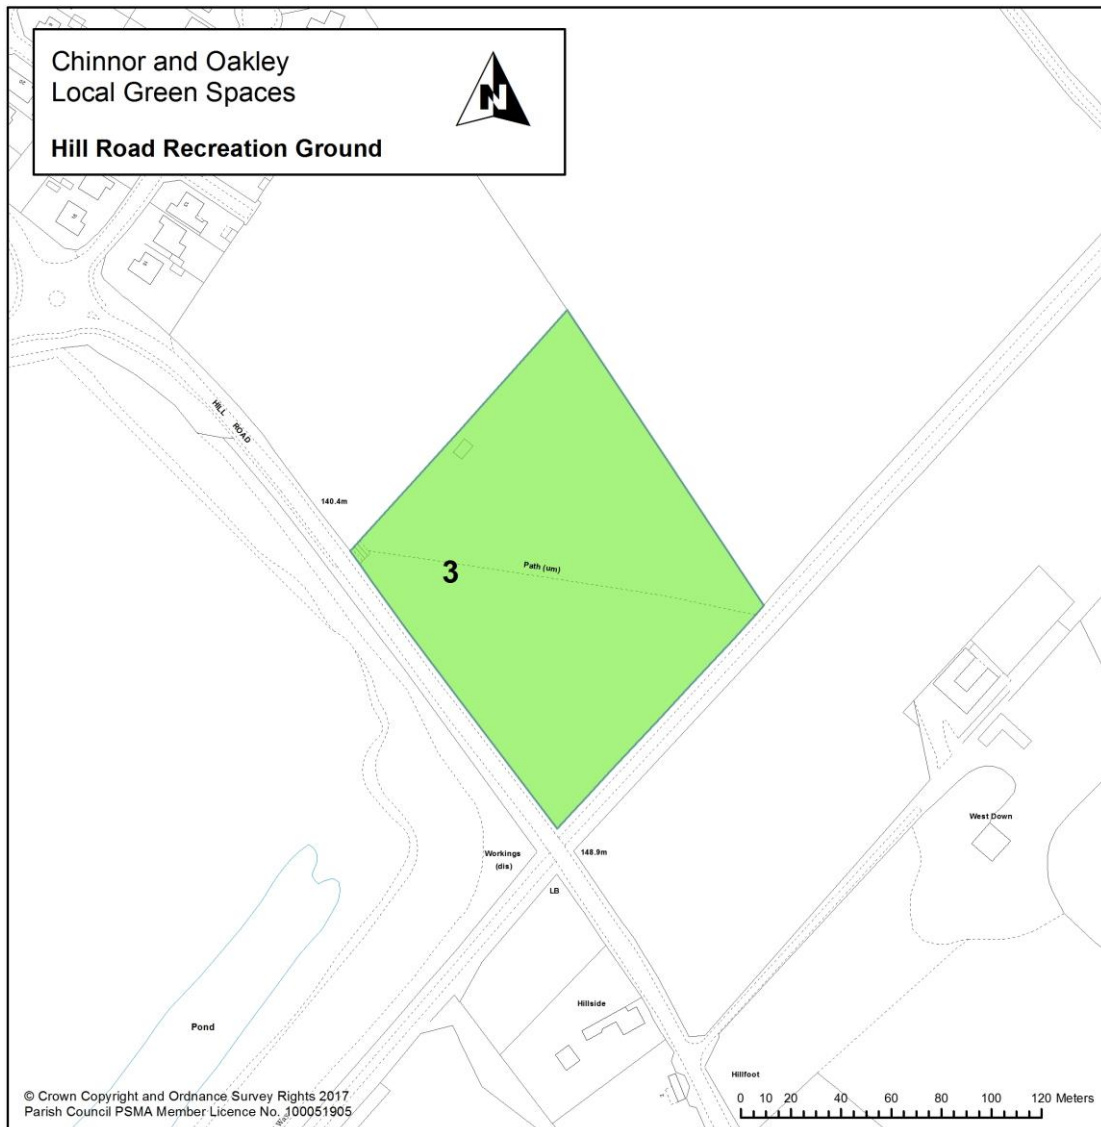 Chinnor and Oakley
Local Green Spaces
N
Hill Road Recreation Ground
HILL ROAD
140.4m
3
Path (um)
West Down
Workings
(dis)
148.9m
LB
Hillside
Pond
Hillfoot
© Crown Copyright and Ordnance Survey Rights 2017
Parish Council PSMA Member Licence No. 100051905
0 10 20 40 60 80 100 120 Meters